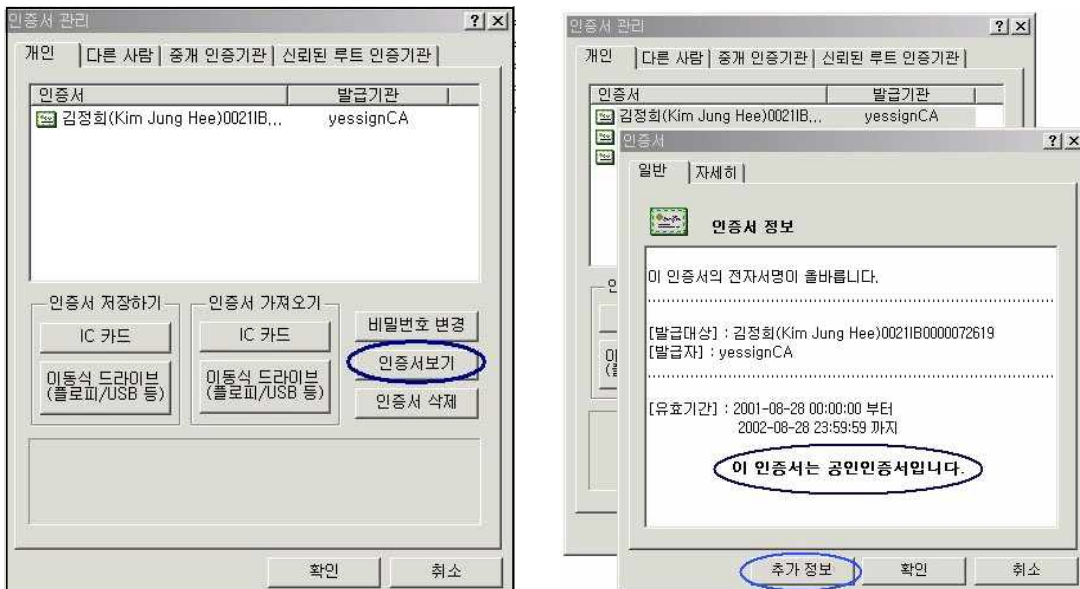 인증서 관리
개인 다른 사람 중개 인증기관 신뢰된 루트 인증기관
인증서 발급기관
김정희(Kim Jung Hee)0021IB... yessignCA
인증서 저장하기 인증서 가져오기
IC 카드 IC 카드 비밀번호 변경
이동식 드라이브 (플로피/USB 등) 이동식 드라이브 (플로피/USB 등) 인증서보기
인증서 삭제
확인 취소
인증서 관리
개인 다른 사람 중개 인증기관 신뢰된 루트 인증기관
인증서 발급기관
김정희(Kim Jung Hee)0021IB... yessignCA
인증서
일반 자세히
인증서 정보
이 인증서의 전자서명이 올바릅니다.
[발급대상] : 김정희(Kim Jung Hee)0021IB0000072619
[발급자] : yessignCA
[유효기간] : 2001-08-28 00:00:00 부터
2002-08-28 23:59:59 까지
이 인증서는 공인인증서입니다.
추가 정보 확인 취소